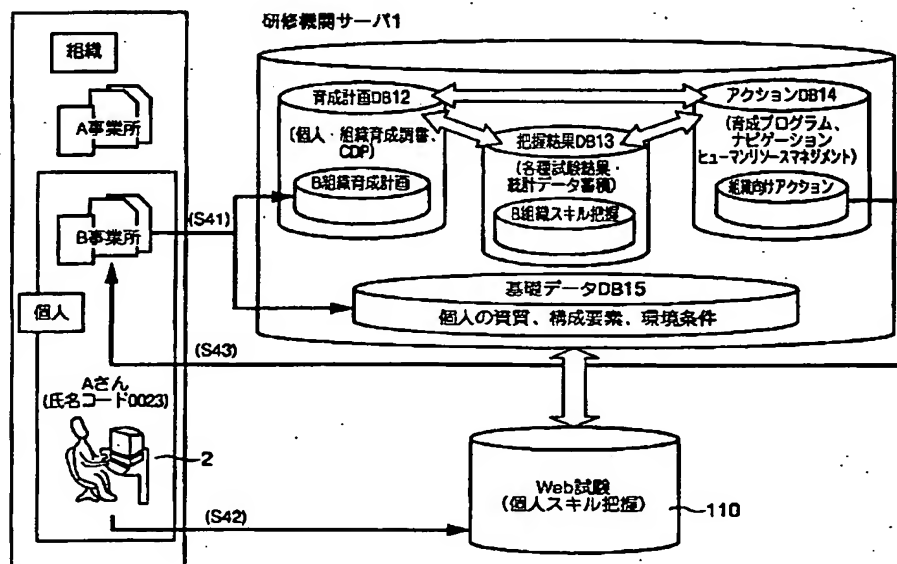 研修機関サーバ1
組織
A事業所
B事業所
個人
Aさん
(氏名コード0023)
2
(S41)
(S43)
(S42)
育成計画DB12
(個人・組織育成調書、
CDP)
B組織育成計画
把握結果DB13
(各種試験結果・
統計データ蓄積)
B組織スキル把握
アクションDB14
(育成プログラム、
ナビゲーション
ヒューマンリソースマネジメント)
組織向けアクション
基礎データDB15
個人の資質、構成要素、環境条件
Web試験
(個人スキル把握)
110